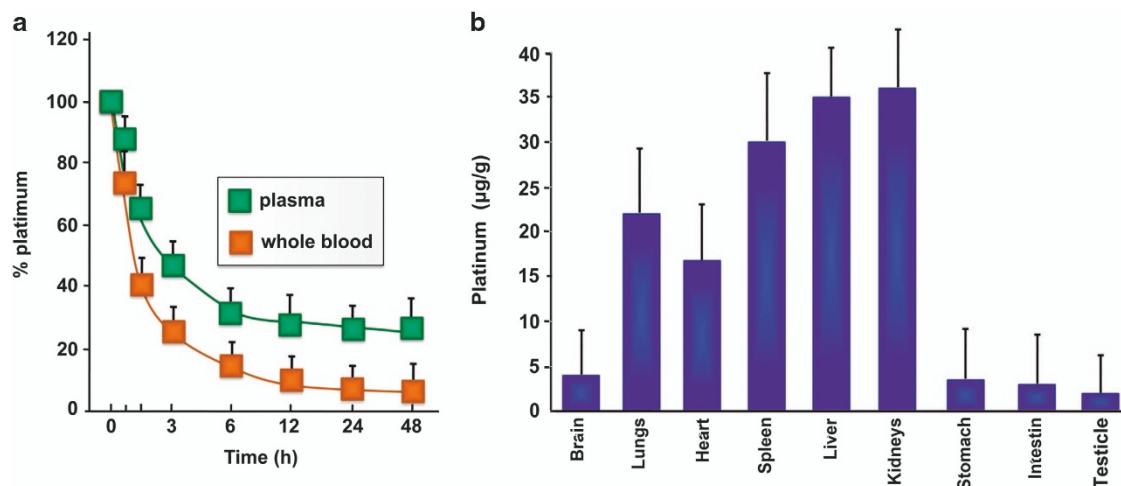 a
120
100
80
60
40
20
0
% platimum
plasma
whole blood
0 3 6 12 24 48
Time (h)
b
40
35
30
25
20
15
10
5
0
Platinum (µg/g)
Brain
Lungs
Heart
Spleen
Liver
Kidneys
Stomach
Intestin
Testicle